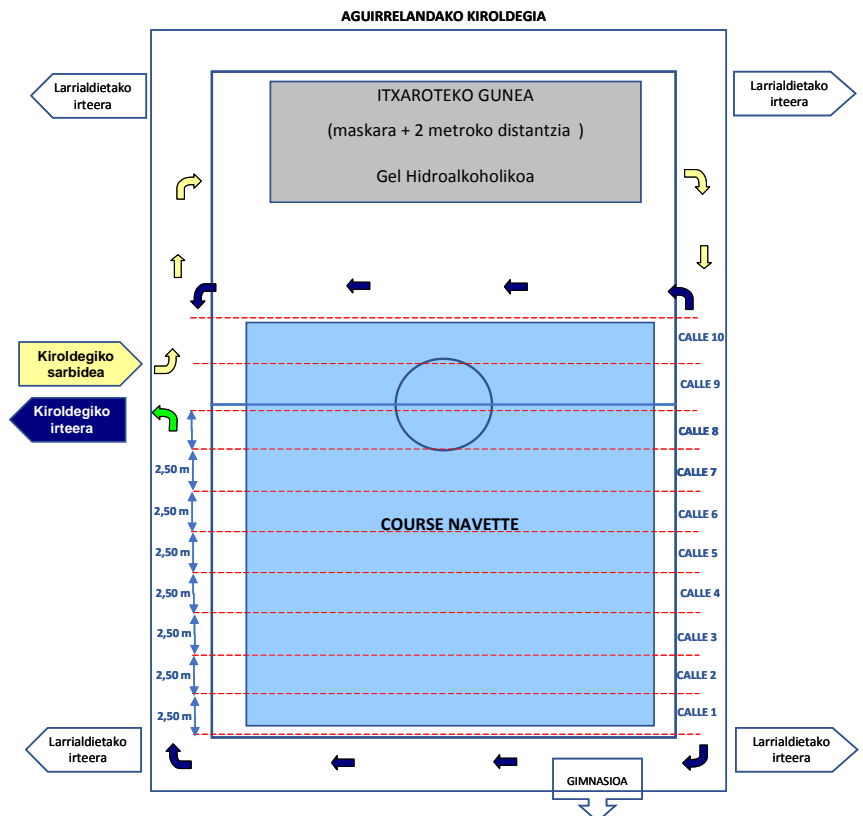 AGUIRRELANDAKO KIROLDEGIA
Larrialdietako
irteera
Larrialdietako
irteera
ITXAROTEKO GUNEA
(maskara + 2 metroko distantzia )
Gel Hidroalkoholikoa
Kiroldegiko
sarbidea
Kiroldegiko
irteera
CALLE 10
CALLE 9
CALLE 8
2,50 m
CALLE 7
2,50 m
CALLE 6
COURSE NAVETTE
2,50 m
CALLE 5
2,50 m
CALLE 4
2,50 m
CALLE 3
2,50 m
CALLE 2
2,50 m
CALLE 1
Larrialdietako
irteera
Larrialdietako
irteera
GIMNASIOA